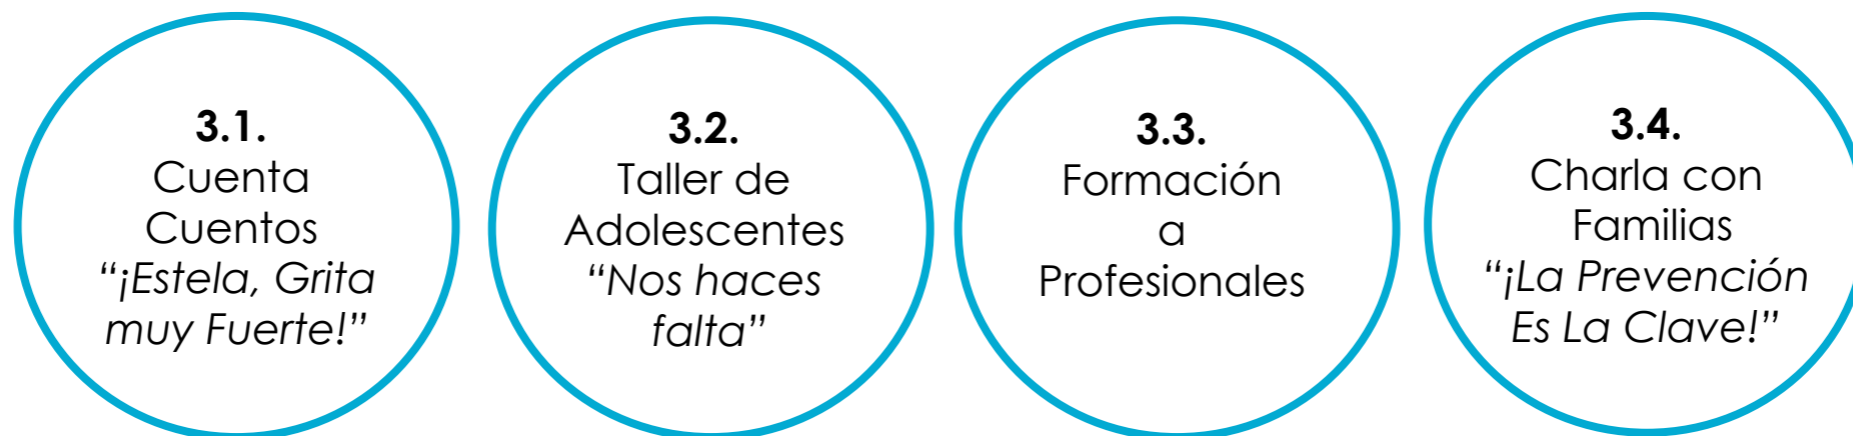 3.1.
Cuenta
Cuentos
“¡Estela, Grita
muy Fuerte!”
3.2.
Taller de
Adolescentes
“Nos haces
falta”
3.3.
Formación
a
Profesionales
3.4.
Charla con
Familias
“¡La Prevención
Es La Clave!”